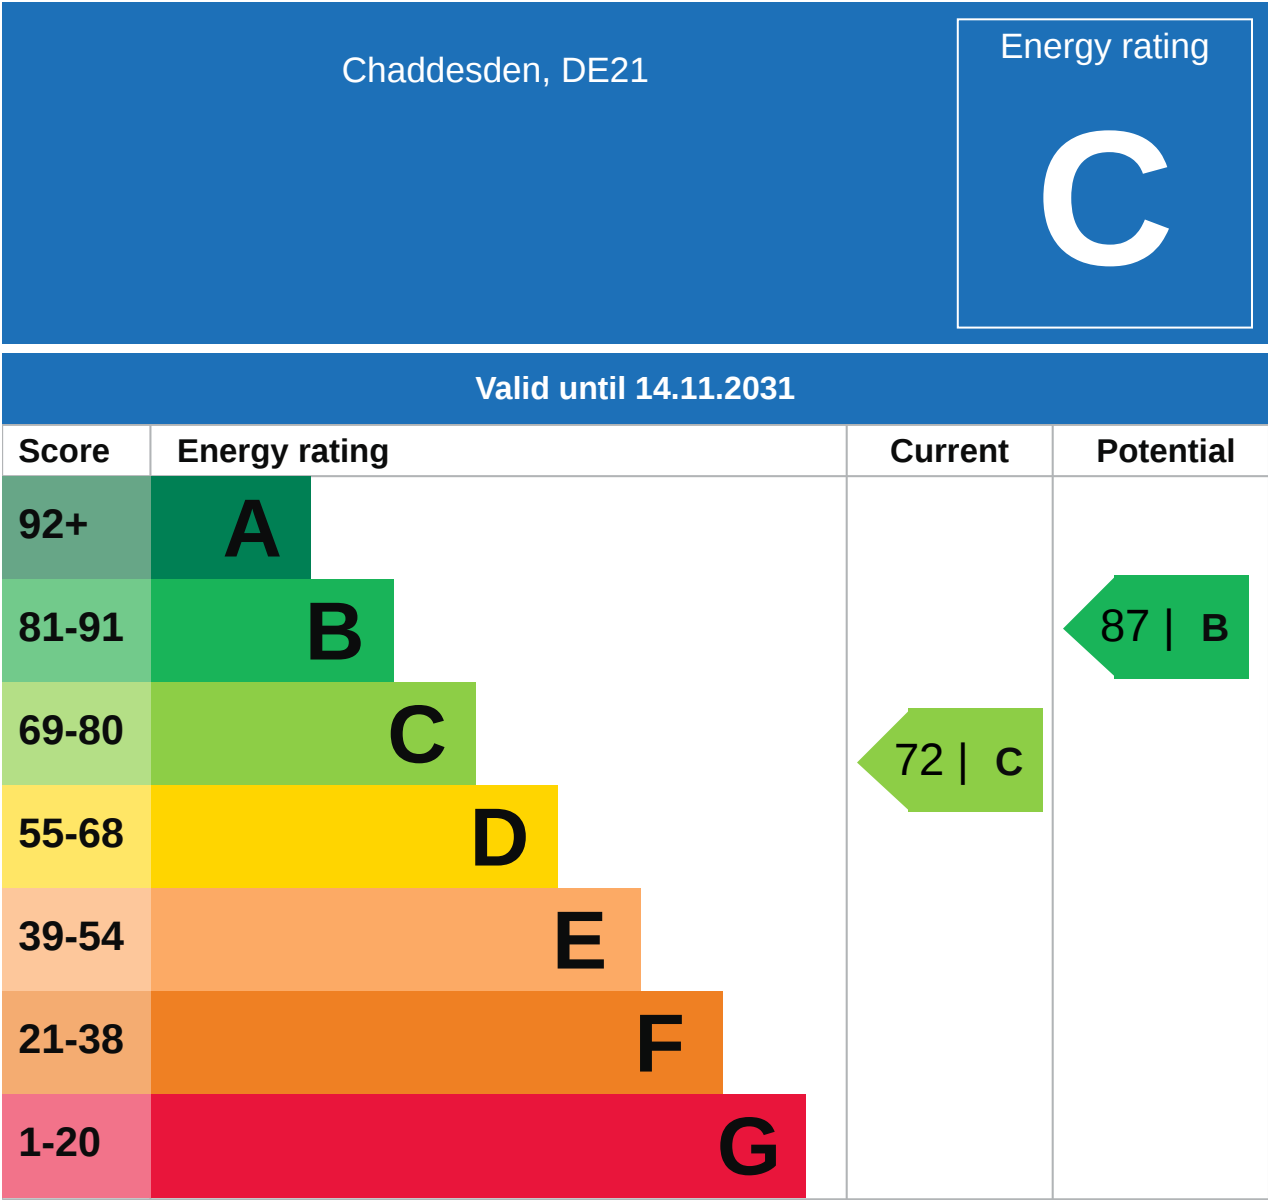 Chaddesden, DE21
Energy rating
C
Valid until 14.11.2031
Score Energy rating Current Potential
92+ A
81-91 B 87 | B
69-80 C 72 | C
55-68 D
39-54 E
21-38 F
1-20 G